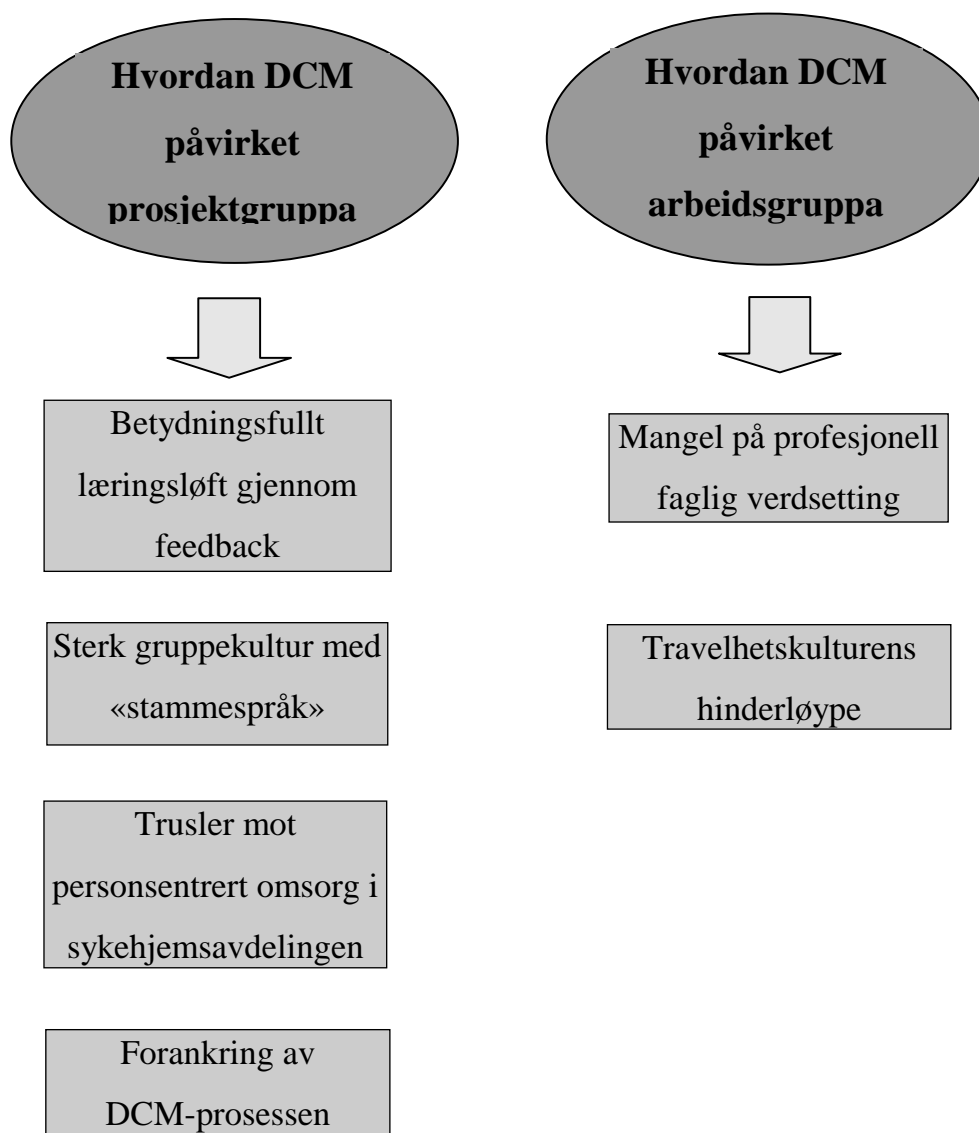 Hvordan DCM
påvirket
prosjektgruppa
Betydningsfullt
læringsløft gjennom
feedback
Sterk gruppekultur med
«stammespråk»
Trusler mot
personsentrert omsorg i
sykehjemsavdelingen
Forankring av
DCM-prosessen
Hvordan DCM
påvirket
arbeidsgruppa
Mangel på profesjonell
faglig verdsetting
Travelhetskulturens
hinderløype